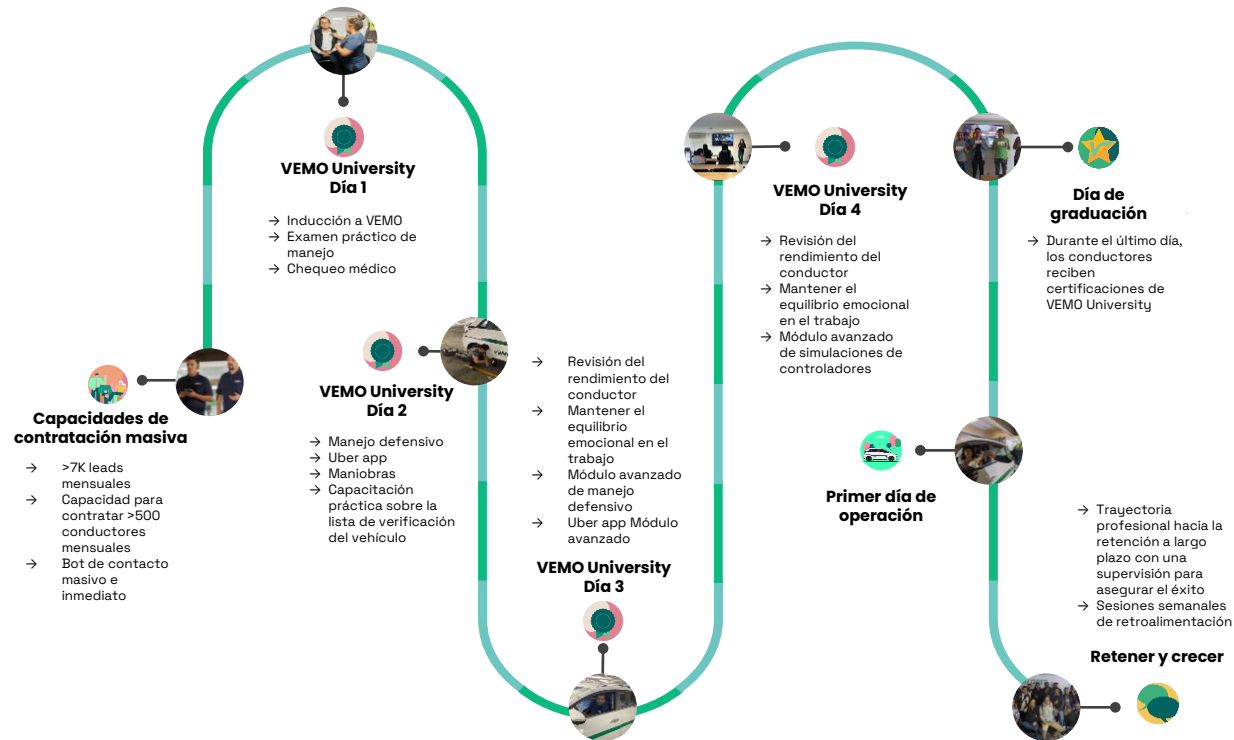 Capacidades de
contratación masiva
→ >7K leads
mensuales
→ Capacidad para
contratar >500
conductores
mensuales
→ Bot de contacto
masivo e
inmediato
VEMO University
Día 1
→ Inducción a VEMO
→ Examen práctico de
manejo
→ Chequeo médico
VEMO University
Día 2
→ Manejo defensivo
→ Uber app
→ Maniobras
→ Capacitación
práctica sobre la
lista de verificación
del vehículo
→ Revisión del
rendimiento del
conductor
→ Mantener el
equilibrio
emocional en el
trabajo
→ Módulo avanzado
de manejo
defensivo
→ Uber app Módulo
avanzado
VEMO University
Día 3
VEMO University
Día 4
→ Revisión del
rendimiento del
conductor
→ Mantener el
equilibrio emocional
en el trabajo
→ Módulo avanzado
de simulaciones de
controladores
Día de
graduación
→ Durante el último día,
los conductores
reciben
certificaciones de
VEMO University
Primer día de
operación
→ Trayectoria
profesional hacia la
retención a largo
plazo con una
supervisión para
asegurar el éxito
→ Sesiones semanales
de retroalimentación
Retener y crecer